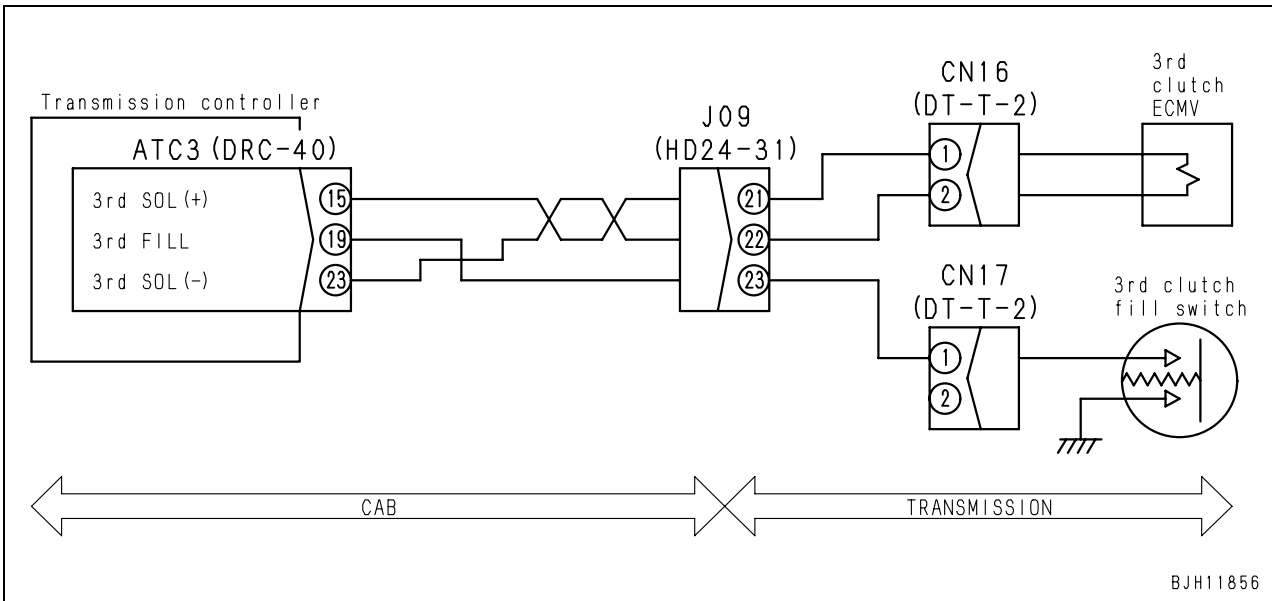 Transmission controller
ATC3 (DRC-40)
3rd SOL(+)
3rd FILL
3rd SOL(-)
15
19
23
J09
(HD24-31)
21
22
23
CN16
(DT-T-2)
1
2
3rd
clutch
ECMV
CN17
(DT-T-2)
1
2
3rd clutch
fill switch
CAB
TRANSMISSION
BJH11856